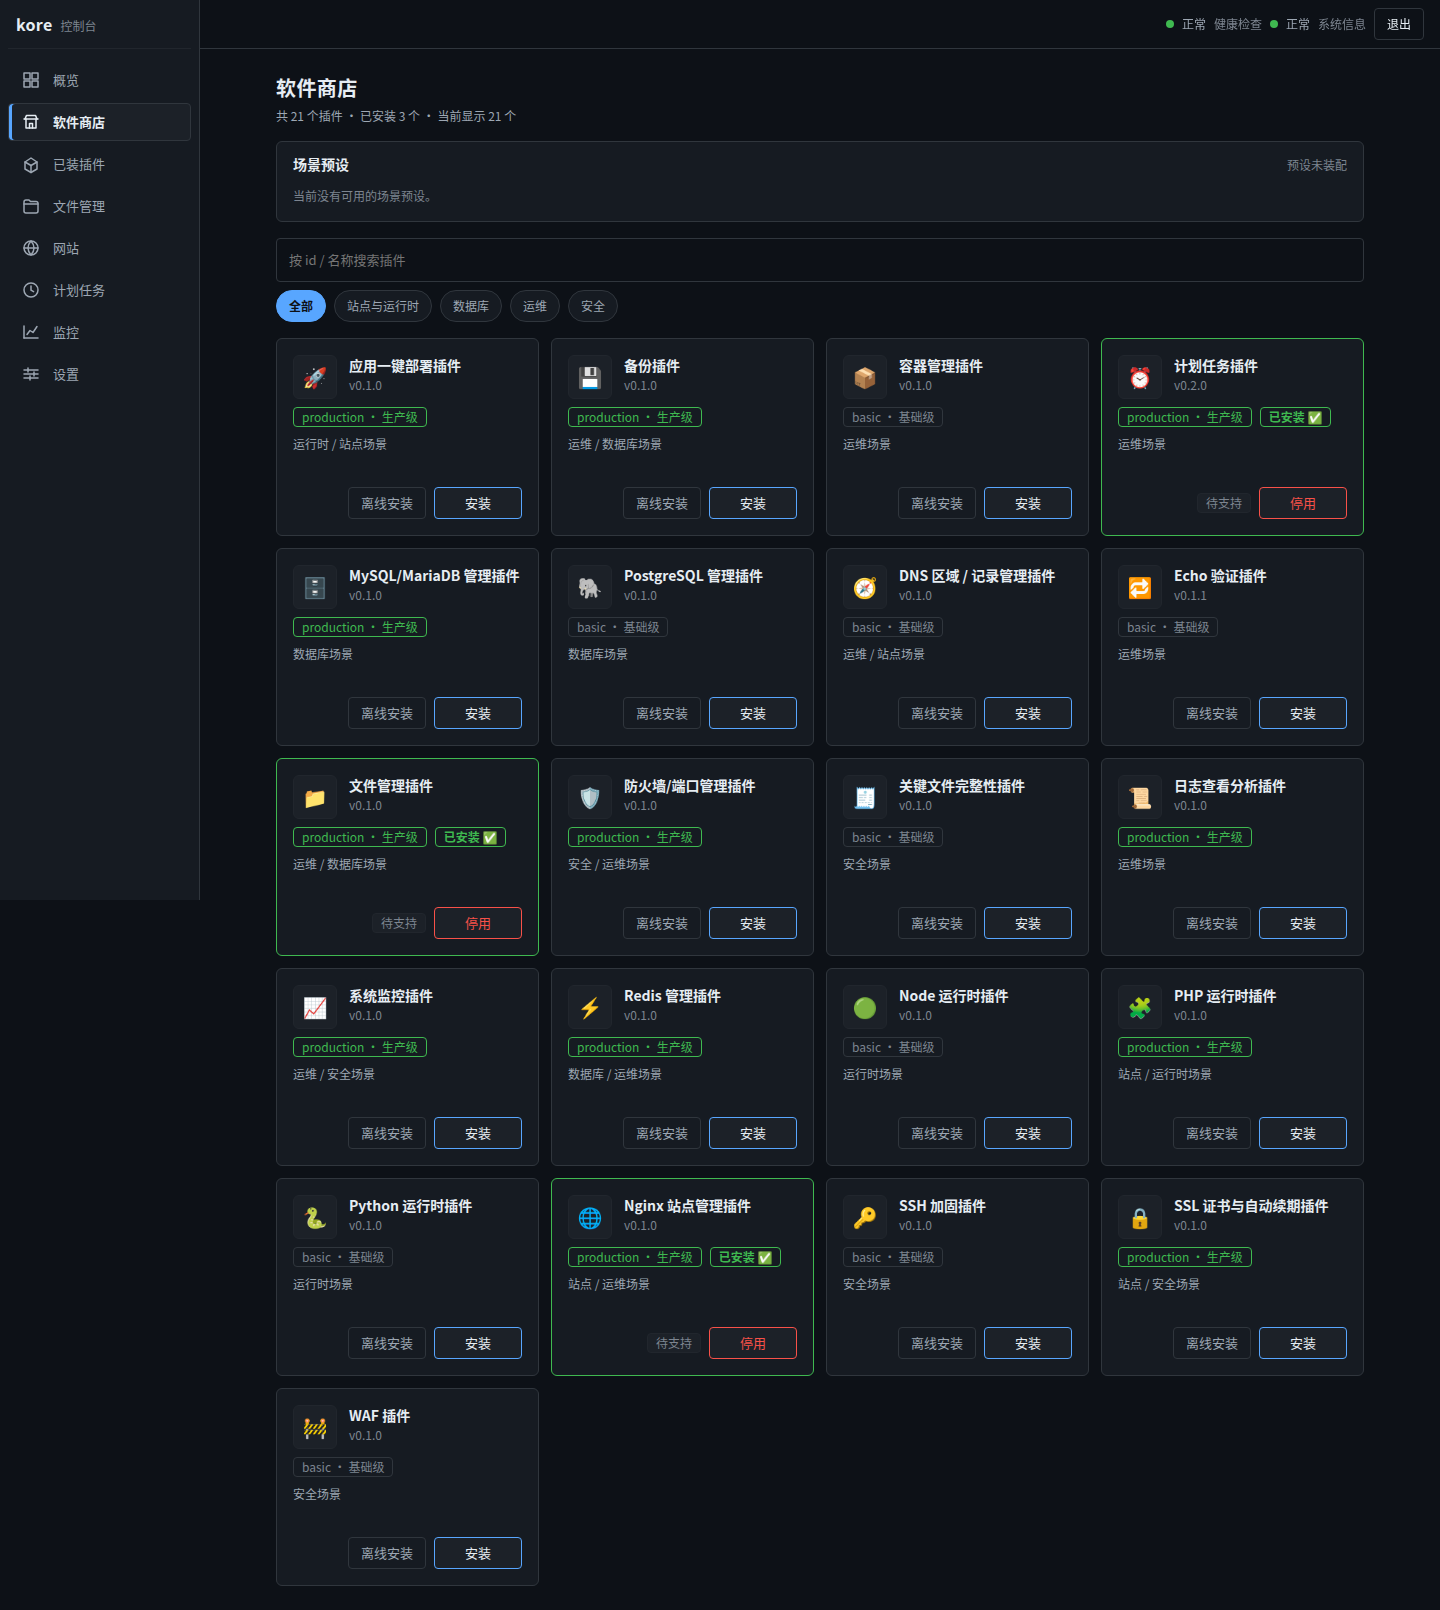 kore 控制台
正常 健康检查 正常 系统信息 退出
概览
软件商店
已装插件
文件管理
网站
计划任务
监控
设置
软件商店
共 21 个插件 · 已安装 3 个 · 当前显示 21 个
场景预设 预设未装配
当前没有可用的场景预设。
按 id / 名称搜索插件
全部 站点与运行时 数据库 运维 安全
应用一键部署插件
v0.1.0
production · 生产级
运行时 / 站点场景
离线安装 安装
备份插件
v0.1.0
production · 生产级
运维 / 数据库场景
离线安装 安装
容器管理插件
v0.1.0
basic · 基础级
运维场景
离线安装 安装
计划任务插件
v0.2.0
production · 生产级 已安装 ✅
运维场景
待支持 停用
MySQL/MariaDB 管理插件
v0.1.0
production · 生产级
数据库场景
离线安装 安装
PostgreSQL 管理插件
v0.1.0
basic · 基础级
数据库场景
离线安装 安装
DNS 区域 / 记录管理插件
v0.1.0
basic · 基础级
运维 / 站点场景
离线安装 安装
Echo 验证插件
v0.1.1
basic · 基础级
运维场景
离线安装 安装
文件管理插件
v0.1.0
production · 生产级 已安装 ✅
运维 / 数据库场景
待支持 停用
防火墙/端口管理插件
v0.1.0
production · 生产级
安全 / 运维场景
离线安装 安装
关键文件完整性插件
v0.1.0
basic · 基础级
安全场景
离线安装 安装
日志查看分析插件
v0.1.0
production · 生产级
运维场景
离线安装 安装
系统监控插件
v0.1.0
production · 生产级
运维 / 安全场景
离线安装 安装
Redis 管理插件
v0.1.0
production · 生产级
数据库 / 运维场景
离线安装 安装
Node 运行时插件
v0.1.0
basic · 基础级
运行时场景
离线安装 安装
PHP 运行时插件
v0.1.0
production · 生产级
站点 / 运行时场景
离线安装 安装
Python 运行时插件
v0.1.0
basic · 基础级
运行时场景
离线安装 安装
Nginx 站点管理插件
v0.1.0
production · 生产级 已安装 ✅
站点 / 运维场景
待支持 停用
SSH 加固插件
v0.1.0
basic · 基础级
安全场景
离线安装 安装
SSL 证书与自动续期插件
v0.1.0
production · 生产级
站点 / 安全场景
离线安装 安装
WAF 插件
v0.1.0
basic · 基础级
安全场景
离线安装 安装